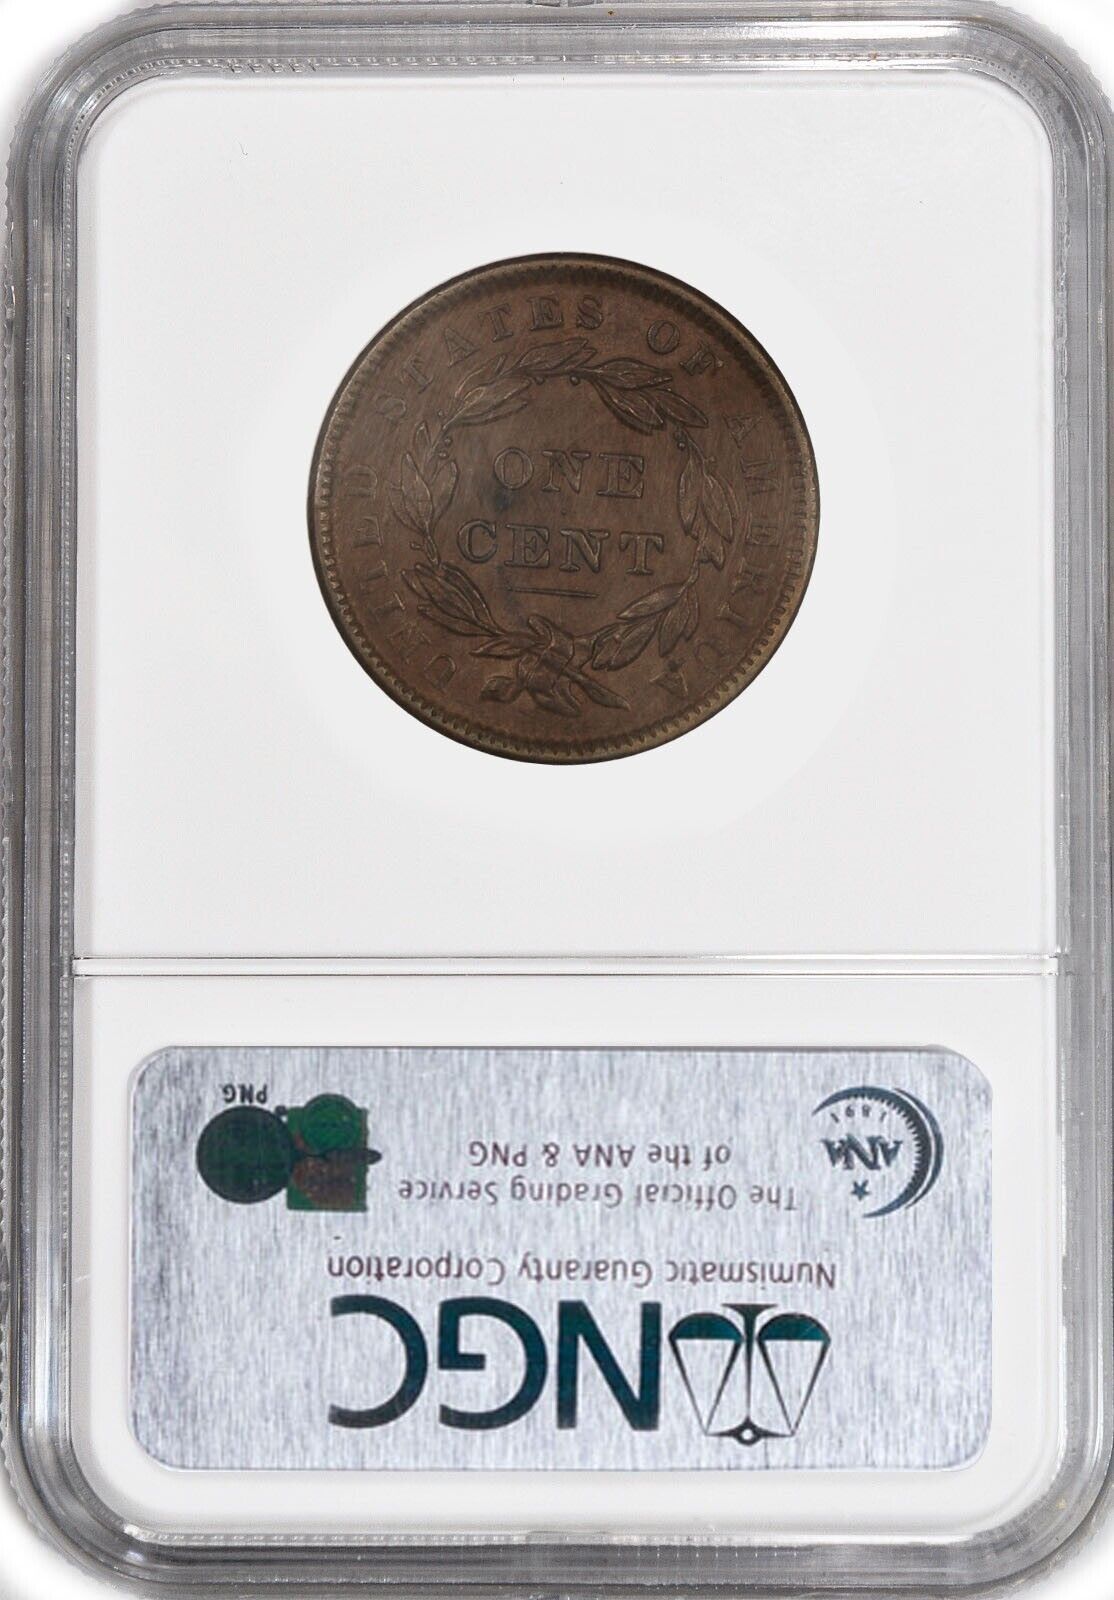 UNITED STATES OF AMERICA
ONE
CENT
NGC
Numismatic Guaranty Corporation
The Official Grading Service
of the ANA & PNG
ANA
1891
PNG